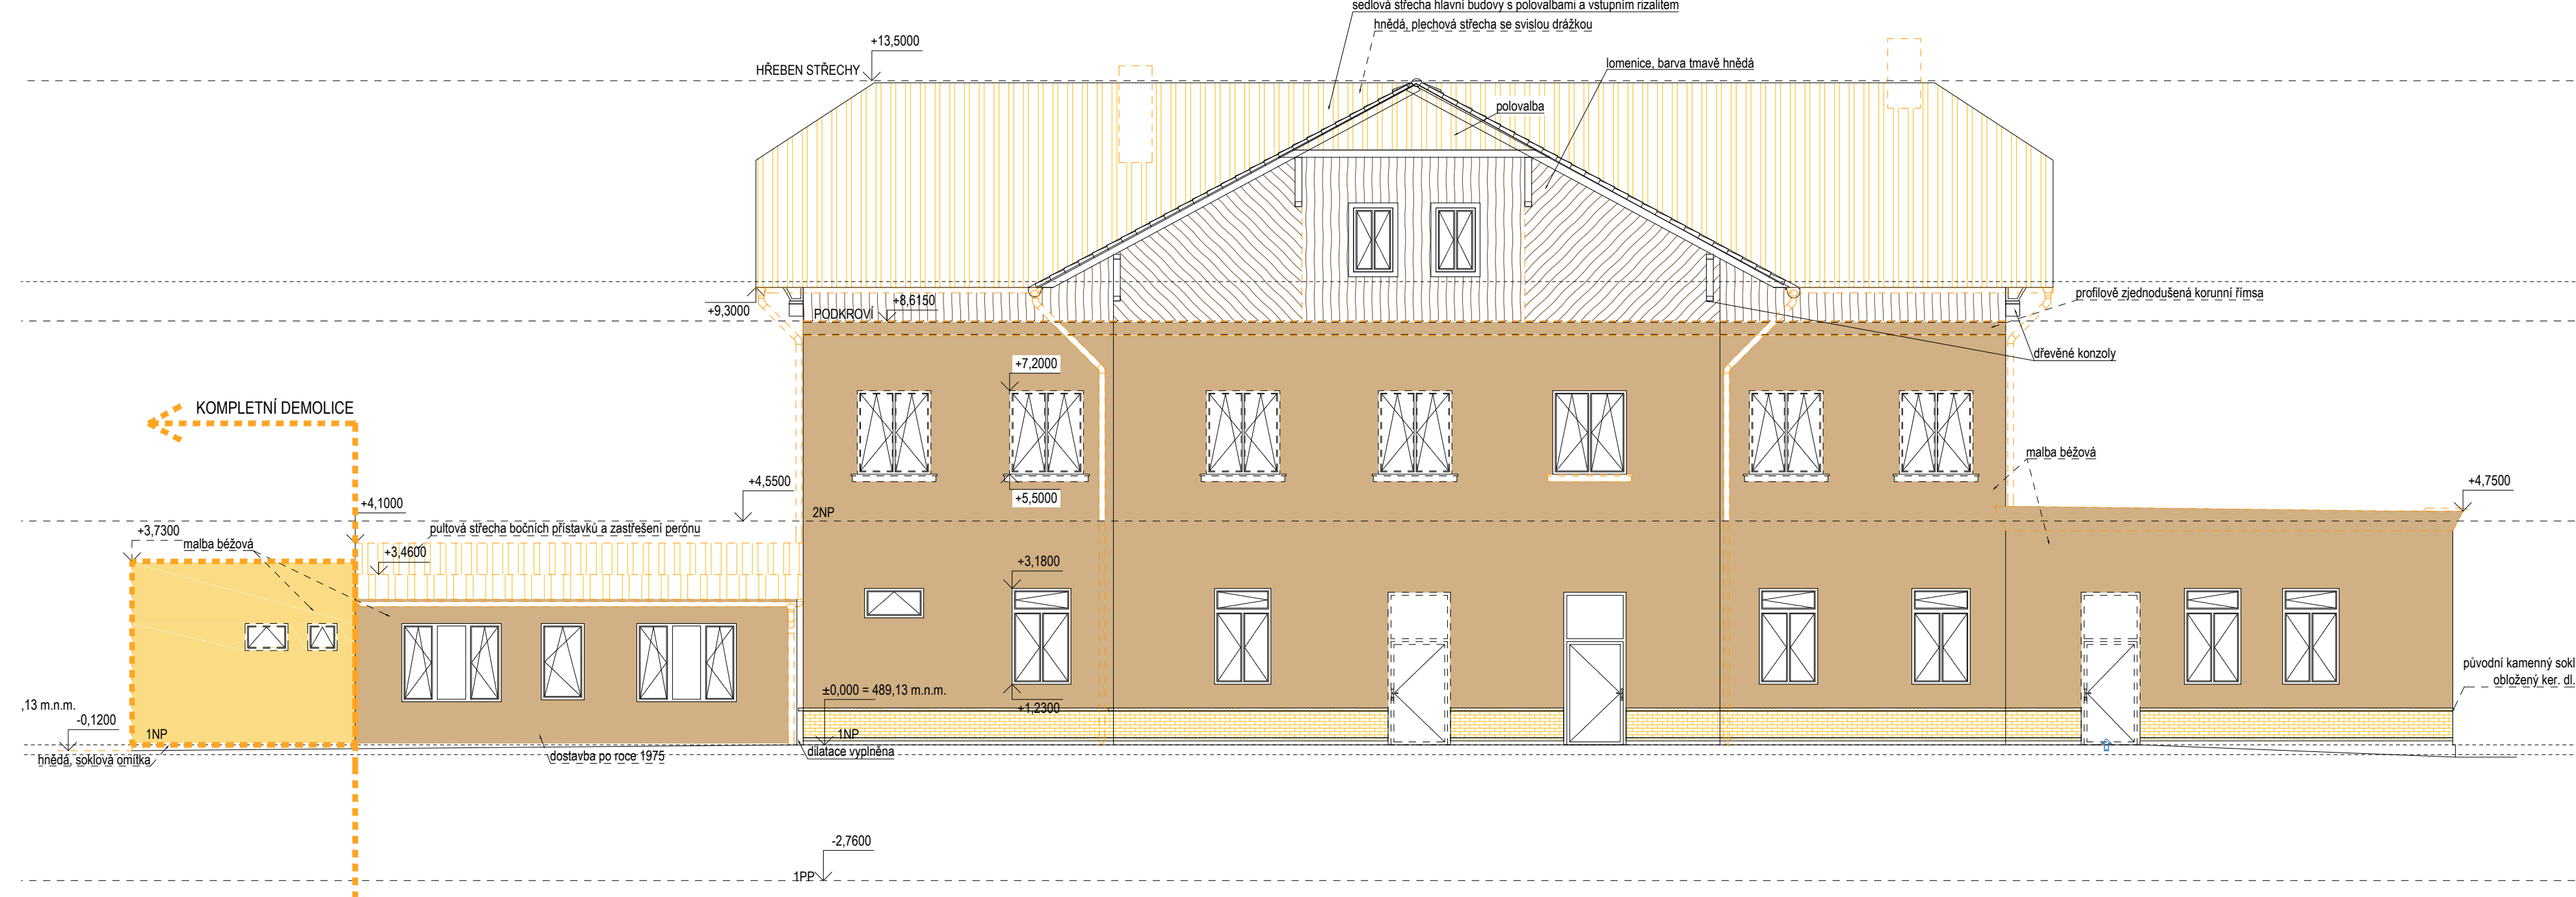 sedlová střecha hlavní budovy s polovalbami a vstupním rizalitem
hnědá, plechová střecha se svislou drážkou
+13,5000
HŘEBEN STŘECHY
lomenice, barva tmavě hnědá
polovalba
+9,3000
PODKROVÍ
+8,6150
profilově zjednodušená korunní římsa
dřevěné konzoly
+7,2000
KOMPLETNÍ DEMOLICE
malba béžová
+4,5500
+4,7500
+4,1000
+5,5000
2NP
+3,7300
pultová střecha bočních přístavků a zastřešení perónu
malba béžová
+3,4600
+3,1800
původní kamenný sokl
obložený ker. dl.
±0,000 = 489,13 m.n.m.
,13 m.n.m.
+1,2300
-0,1200
1NP
1NP
hnědá, soklová omítka
dostavba po roce 1975
dilatace vyplněna
-2,7600
1PP